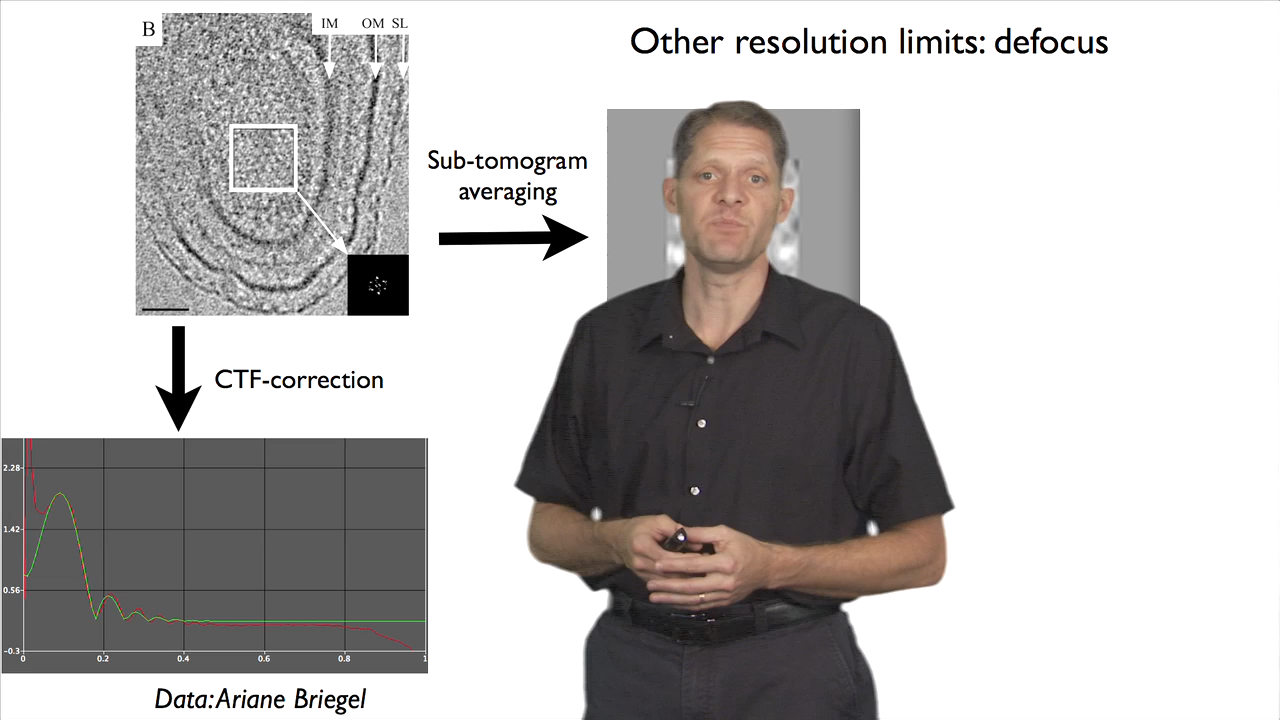 Other resolution limits: defocus
B
IM OM SL
Sub-tomogram
averaging
CTF-correction
2.28
1.42
0.56
-0.3
0 0.2 0.4 0.6 0.8 1
Data: Ariane Briegel